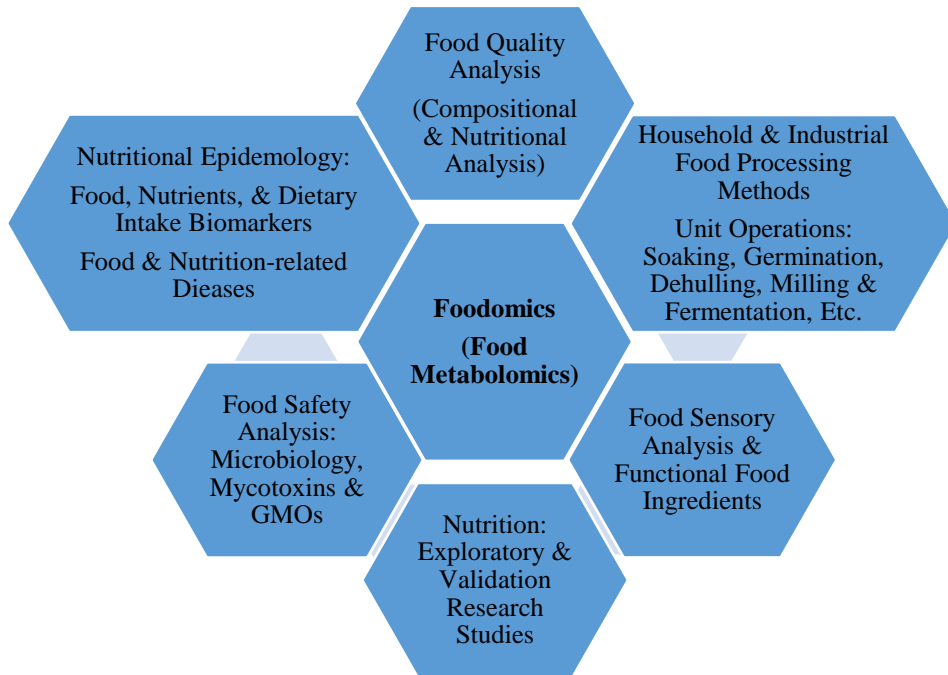 Food Quality
Analysis
(Compositional
& Nutritional
Analysis)
Household & Industrial
Food Processing
Methods
Unit Operations:
Soaking, Germination,
Dehulling, Milling &
Fermentation, Etc.
Nutritional Epidemology:
Food, Nutrients, & Dietary
Intake Biomarkers
Food & Nutrition-related
Dieases
Foodomics
(Food
Metabolomics)
Food Safety
Analysis:
Microbiology,
Mycotoxins &
GMOs
Food Sensory
Analysis &
Functional Food
Ingredients
Nutrition:
Exploratory &
Validation
Research
Studies